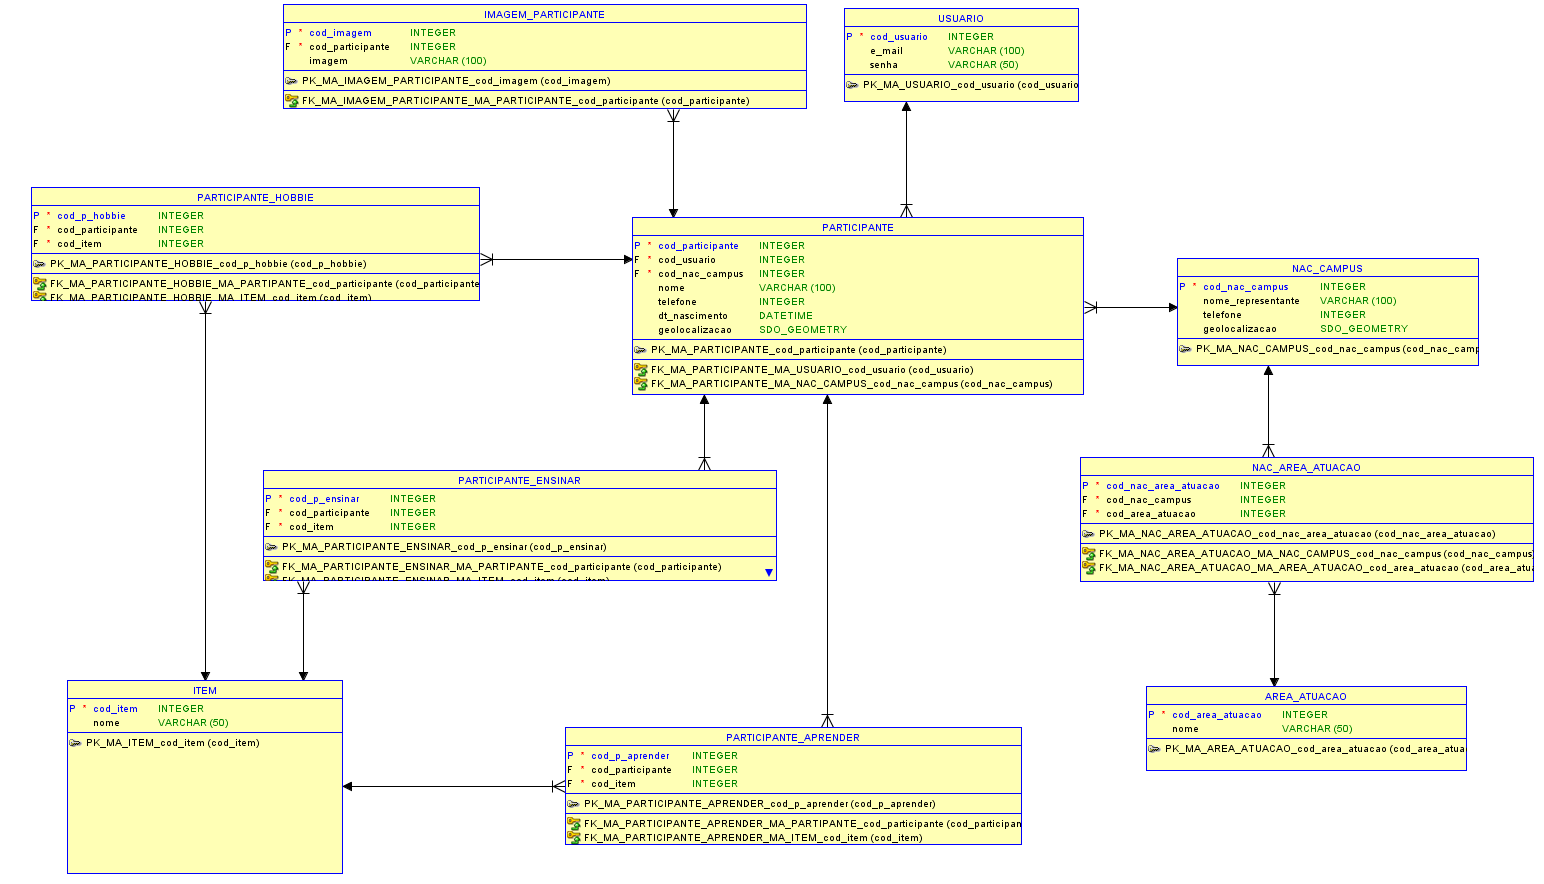 IMAGEM_PARTICIPANTE
P * cod_imagem INTEGER
F * cod_participante INTEGER
imagem VARCHAR (100)
PK_MA_IMAGEM_PARTICIPANTE_cod_imagem (cod_imagem)
FK_MA_IMAGEM_PARTICIPANTE_MA_PARTICIPANTE_cod_participante (cod_participante)
USUARIO
P * cod_usuario INTEGER
e_mail VARCHAR (100)
senha VARCHAR (50)
PK_MA_USUARIO_cod_usuario (cod_usuario
PARTICIPANTE_HOBBIE
P * cod_p_hobbie INTEGER
F * cod_participante INTEGER
F * cod_item INTEGER
PK_MA_PARTICIPANTE_HOBBIE_cod_p_hobbie (cod_p_hobbie)
FK_MA_PARTICIPANTE_HOBBIE_MA_PARTIPANTE_cod_participante (cod_participante
FK_MA_PARTICIPANTE_HOBBIE_MA_ITEM_cod_item (cod_item)
PARTICIPANTE
P * cod_participante INTEGER
F * cod_usuario INTEGER
F * cod_nac_campus INTEGER
nome VARCHAR (100)
telefone INTEGER
dt_nascimento DATETIME
geolocalizacao SDO_GEOMETRY
PK_MA_PARTICIPANTE_cod_participante (cod_participante)
FK_MA_PARTICIPANTE_MA_USUARIO_cod_usuario (cod_usuario)
FK_MA_PARTICIPANTE_MA_NAC_CAMPUS_cod_nac_campus (cod_nac_campus)
NAC_CAMPUS
P * cod_nac_campus INTEGER
nome_representante VARCHAR (100)
telefone INTEGER
geolocalizacao SDO_GEOMETRY
PK_MA_NAC_CAMPUS_cod_nac_campus (cod_nac_camp
PARTICIPANTE_ENSINAR
P * cod_p_ensinar INTEGER
F * cod_participante INTEGER
F * cod_item INTEGER
PK_MA_PARTICIPANTE_ENSINAR_cod_p_ensinar (cod_p_ensinar)
FK_MA_PARTICIPANTE_ENSINAR_MA_PARTIPANTE_cod_participante (cod_participante)
FK_MA_PARTICIPANTE_ENSINAR_MA_ITEM_cod_item (cod_item)
NAC_AREA_ATUACAO
P * cod_nac_area_atuacao INTEGER
F * cod_nac_campus INTEGER
F * cod_area_atuacao INTEGER
PK_MA_NAC_AREA_ATUACAO_cod_nac_area_atuacao (cod_nac_area_atuacao)
FK_MA_NAC_AREA_ATUACAO_MA_NAC_CAMPUS_cod_nac_campus (cod_nac_campus)
FK_MA_NAC_AREA_ATUACAO_MA_AREA_ATUACAO_cod_area_atuacao (cod_area_atua
ITEM
P * cod_item INTEGER
nome VARCHAR (50)
PK_MA_ITEM_cod_item (cod_item)
PARTICIPANTE_APRENDER
P * cod_p_aprender INTEGER
F * cod_participante INTEGER
F * cod_item INTEGER
PK_MA_PARTICIPANTE_APRENDER_cod_p_aprender (cod_p_aprender)
FK_MA_PARTICIPANTE_APRENDER_MA_PARTIPANTE_cod_participante (cod_participan
FK_MA_PARTICIPANTE_APRENDER_MA_ITEM_cod_item (cod_item)
AREA_ATUACAO
P * cod_area_atuacao INTEGER
nome VARCHAR (50)
PK_MA_AREA_ATUACAO_cod_area_atuacao (cod_area_atua